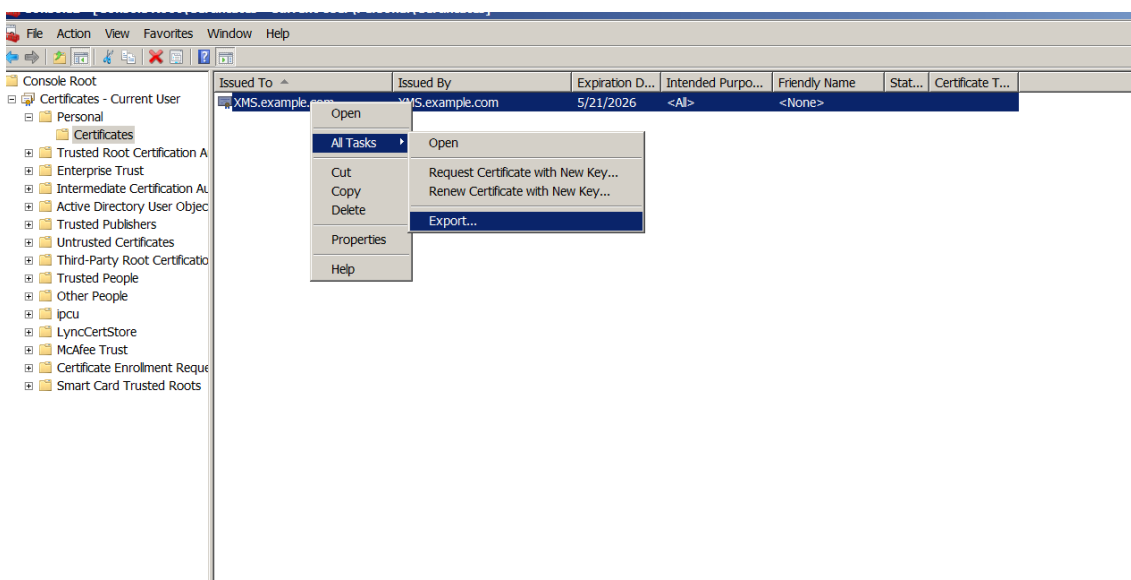 File Action View Favorites Window Help
Console Root
Certificates - Current User
Personal
Certificates
Trusted Root Certification A
Enterprise Trust
Intermediate Certification Au
Active Directory User Objec
Trusted Publishers
Untrusted Certificates
Third-Party Root Certificatio
Trusted People
Other People
ipcu
LyncCertStore
McAfee Trust
Certificate Enrollment Reque
Smart Card Trusted Roots
Issued To Issued By Expiration D... Intended Purpo... Friendly Name Stat... Certificate T...
XMS.example.com XMS.example.com 5/21/2026 <All> <None>
Open
All Tasks
Cut
Copy
Delete
Properties
Help
Open
Request Certificate with New Key...
Renew Certificate with New Key...
Export...